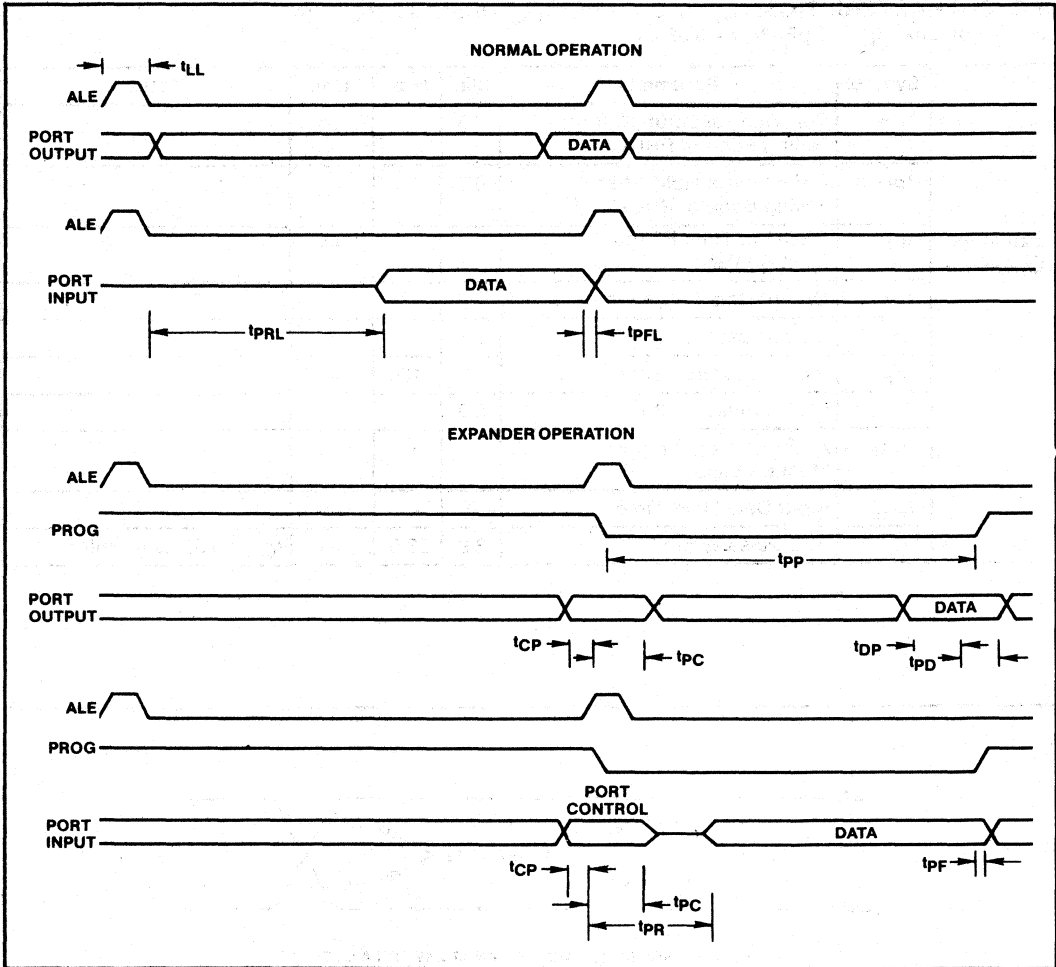 NORMAL OPERATION
tLL
ALE
PORT OUTPUT
DATA
ALE
PORT INPUT
DATA
tPRL
tPFL
EXPANDER OPERATION
ALE
PROG
tPP
PORT OUTPUT
DATA
tCP
tPC
tDP
tPD
ALE
PROG
PORT CONTROL
PORT INPUT
DATA
tCP
tPC
tPF
tPR